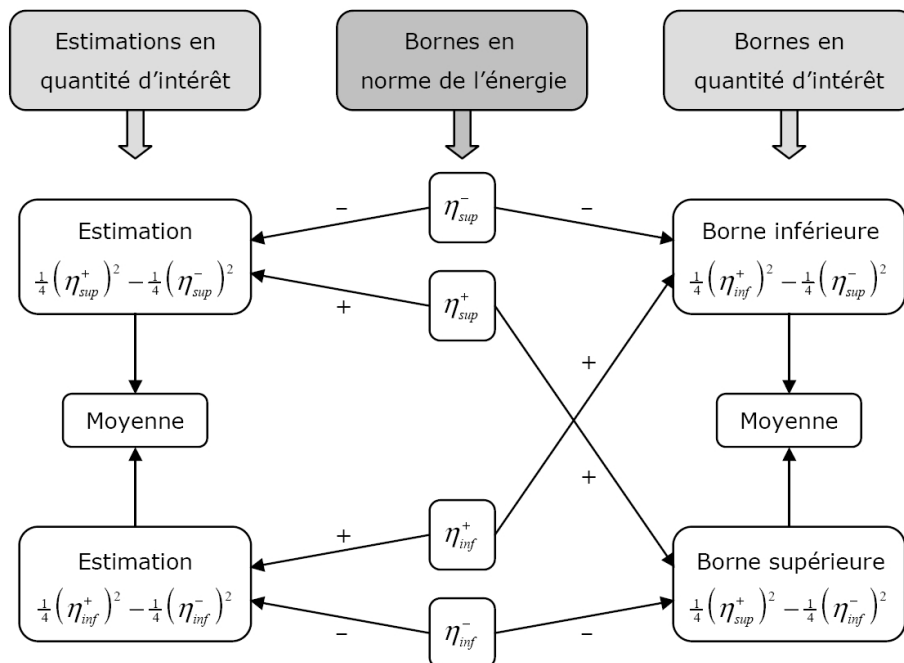 Estimations en
quantité d'intérêt
Bornes en
norme de l'énergie
Bornes en
quantité d'intérêt
Estimation
¼(η⁺sup)² − ¼(η⁻sup)²
–
η⁻sup
–
+
η⁺sup
Borne inférieure
¼(η⁺inf)² − ¼(η⁻sup)²
+
Moyenne
Moyenne
+
Estimation
¼(η⁺inf)² − ¼(η⁻inf)²
+
η⁺inf
–
η⁻inf
–
Borne supérieure
¼(η⁺sup)² − ¼(η⁻inf)²